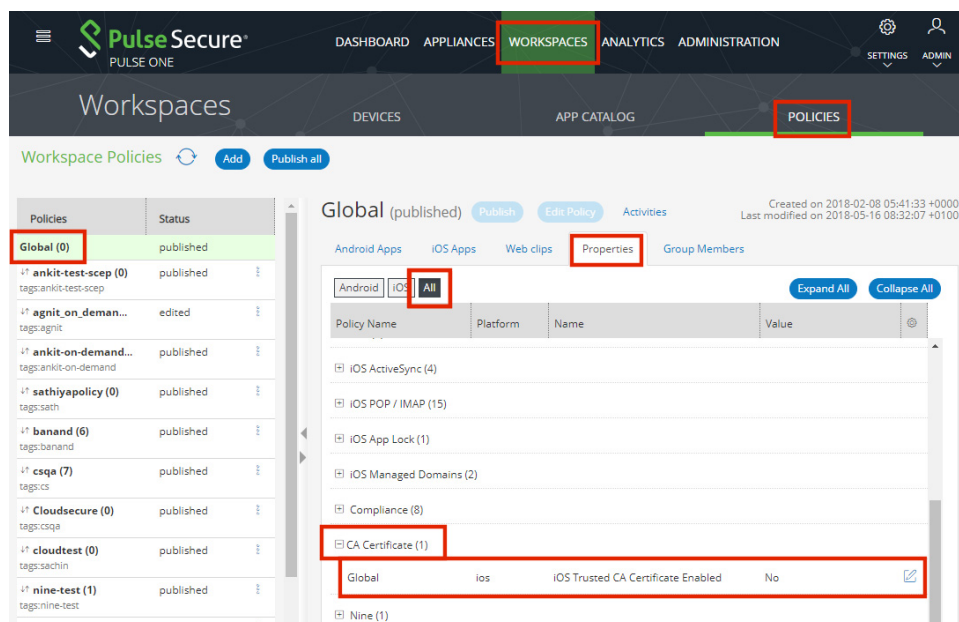 Pulse Secure®
PULSE ONE
DASHBOARD APPLIANCES WORKSPACES ANALYTICS ADMINISTRATION
SETTINGS ADMIN
Workspaces
DEVICES APP CATALOG POLICIES
Workspace Policies Add Publish all
Policies Status
Global (0) published
ankit-test-scep (0) published
tags:ankit-test-scep
agnit_on_deman... edited
tags:agnit
ankit-on-demand... published
tags:ankit-on-demand
sathiyapolicy (0) published
tags:sath
banand (6) published
tags:banand
csqa (7) published
tags:cs
Cloudsecure (0) published
tags:csqa
cloudtest (0) published
tags:sachin
nine-test (1) published
tags:nine-test
Global (published) Publish Edit Policy Activities
Created on 2018-02-08 05:41:33 +0000
Last modified on 2018-05-16 08:32:07 +0100
Android Apps iOS Apps Web clips Properties Group Members
Android iOS All Expand All Collapse All
Policy Name Platform Name Value
iOS ActiveSync (4)
iOS POP / IMAP (15)
iOS App Lock (1)
iOS Managed Domains (2)
Compliance (8)
CA Certificate (1)
Global ios iOS Trusted CA Certificate Enabled No
Nine (1)